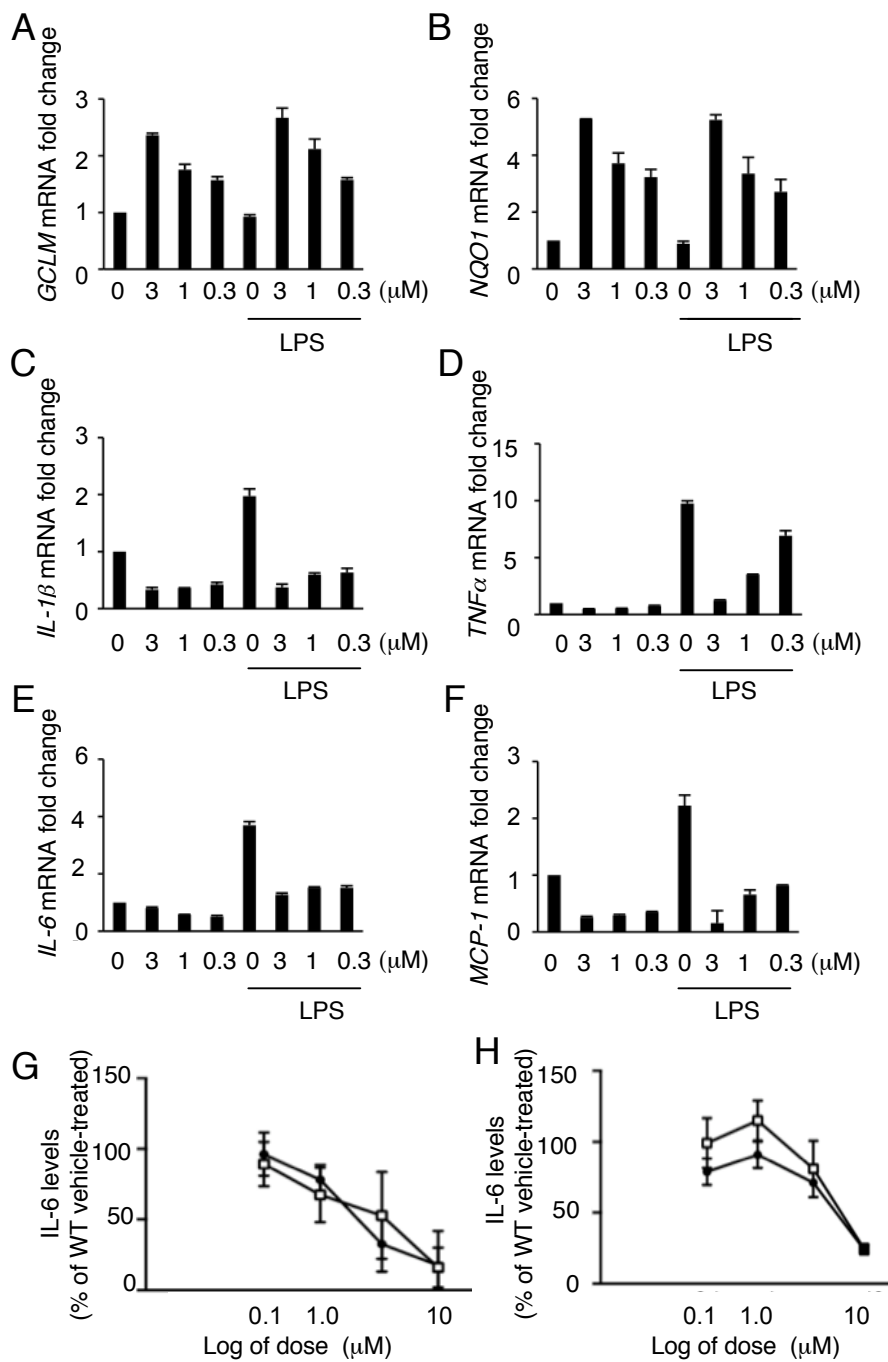 A
GCLM mRNA fold change
3
2
1
0
0 3 1 0.3 0 3 1 0.3 (μM)
LPS
B
NQO1 mRNA fold change
6
4
2
0
0 3 1 0.3 0 3 1 0.3 (μM)
LPS
C
IL-1β mRNA fold change
3
2
1
0
0 3 1 0.3 0 3 1 0.3 (μM)
LPS
D
TNFα mRNA fold change
15
10
5
0
0 3 1 0.3 0 3 1 0.3 (μM)
LPS
E
IL-6 mRNA fold change
6
4
2
0
0 3 1 0.3 0 3 1 0.3 (μM)
LPS
F
MCP-1 mRNA fold change
3
2
1
0
0 3 1 0.3 0 3 1 0.3 (μM)
LPS
G
IL-6 levels
(% of WT vehicle-treated)
150
100
50
0
0.1 1.0 10
Log of dose (μM)
H
IL-6 levels
(% of WT vehicle-treated)
150
100
50
0
0.1 1.0 10
Log of dose (μM)